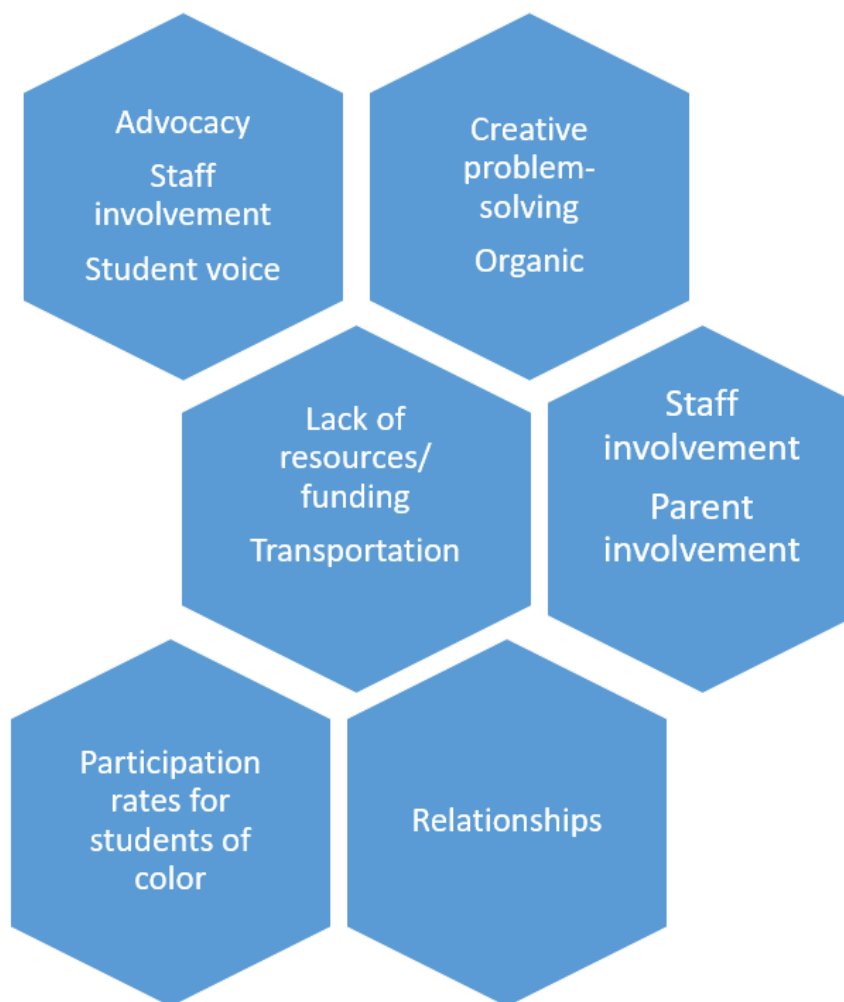 Advocacy
Staff
involvement
Student voice
Creative
problem-
solving
Organic
Lack of
resources/
funding
Transportation
Staff
involvement
Parent
involvement
Participation
rates for
students of
color
Relationships